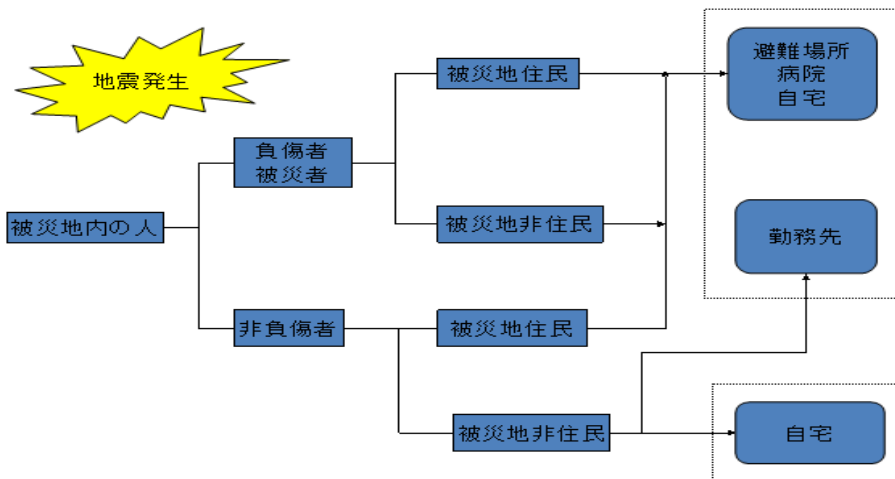 地震発生
被災地内の人
負傷者
被災者
非負傷者
被災地住民
被災地非住民
被災地住民
被災地非住民
避難場所
病院
自宅
勤務先
自宅